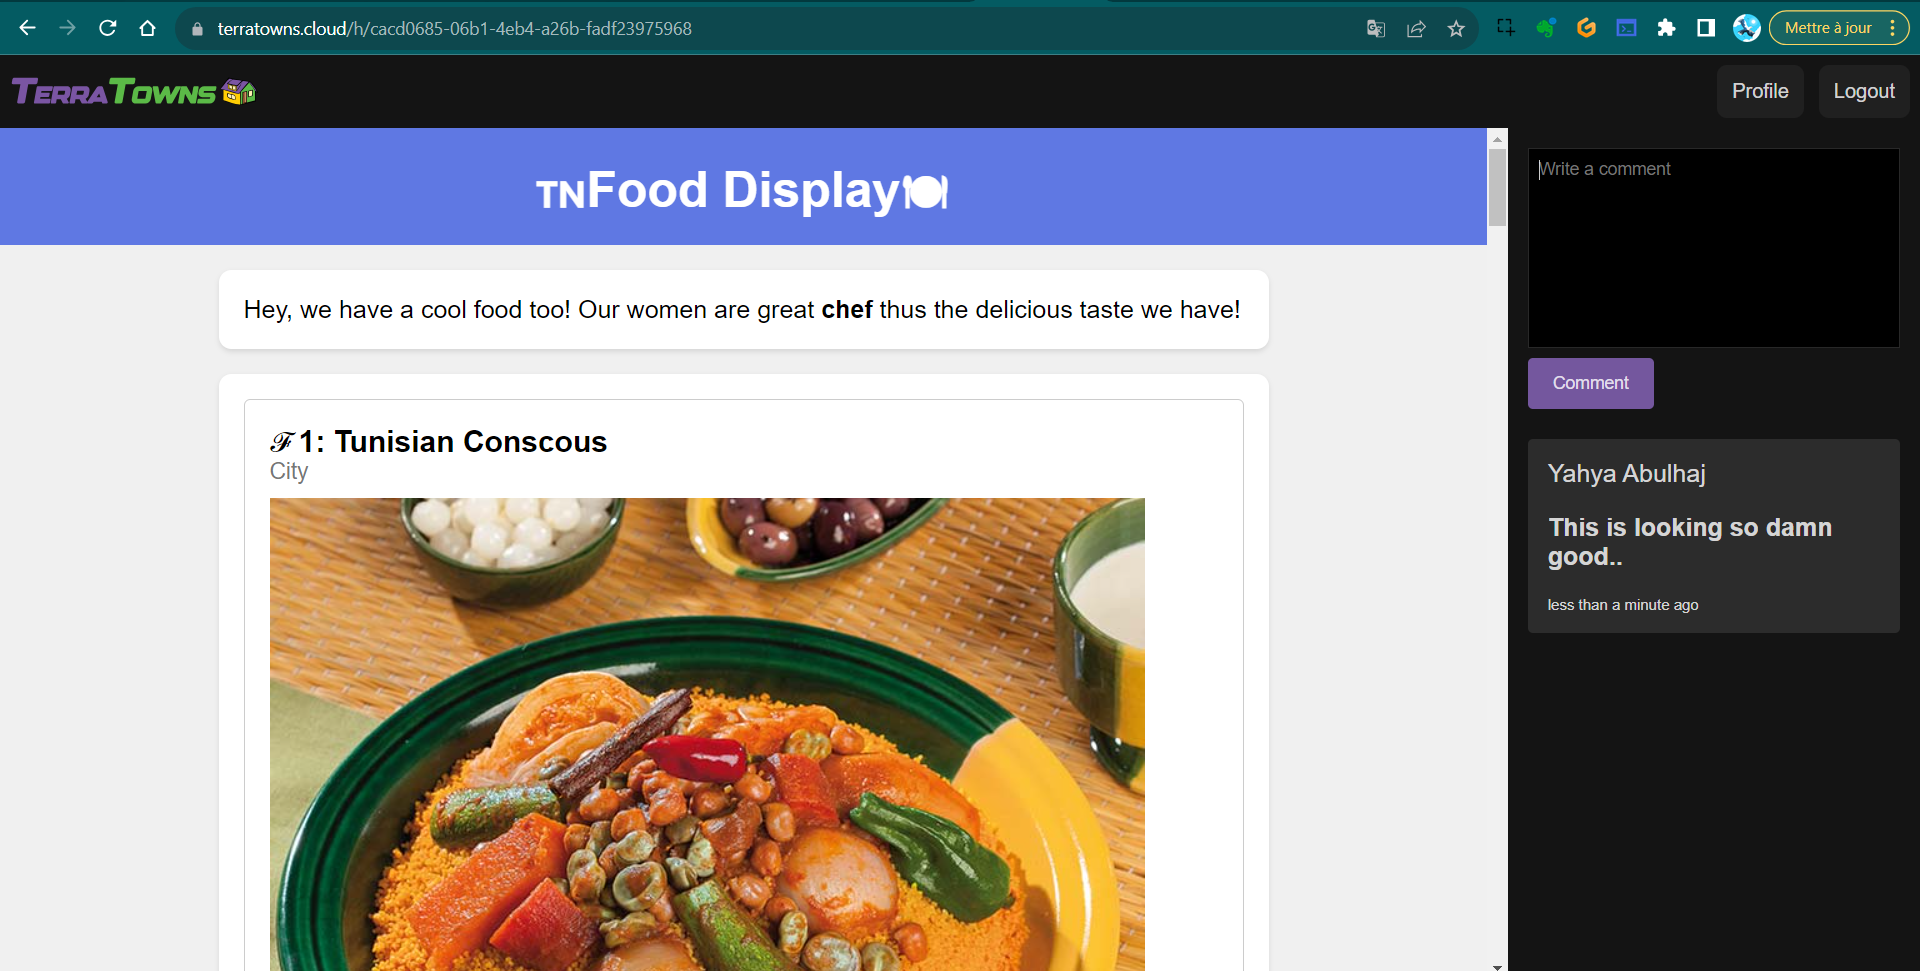 terratowns.cloud/h/cacd0685-06b1-4eb4-a26b-fadf23975968
Mettre à jour
TERRATOWNS
Profile
Logout
TNFood Display🍽
Hey, we have a cool food too! Our women are great chef thus the delicious taste we have!
ℱ 1: Tunisian Conscous
City
Write a comment
Comment
Yahya Abulhaj
This is looking so damn
good..
less than a minute ago